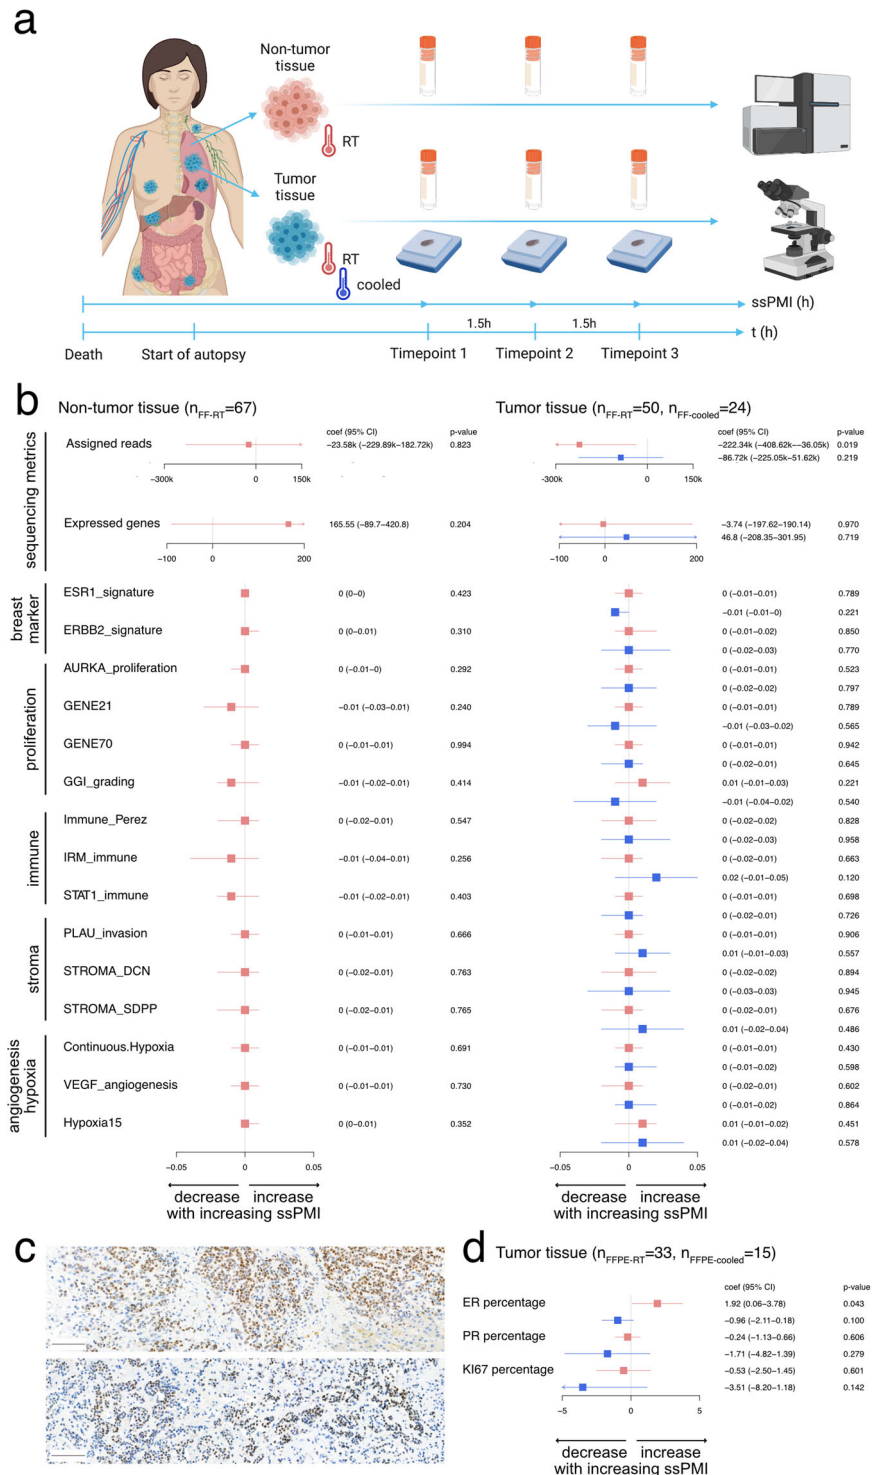 a
Non-tumor
tissue
RT
Tumor
tissue
RT
cooled
ssPMI (h)
1.5h 1.5h
t (h)
Death Start of autopsy Timepoint 1 Timepoint 2 Timepoint 3
b Non-tumor tissue (nFF-RT=67) Tumor tissue (nFF-RT=50, nFF-cooled=24)
coef (95% CI) p-value coef (95% CI) p-value
sequencing metrics
Assigned reads −23.58k (−229.89k–182.72k) 0.823 −222.34k (−408.62k–−36.05k) 0.019
−86.72k (−225.05k–51.62k) 0.219
−300k 0 150k −300k 0 150k
Expressed genes 165.55 (−89.7–420.8) 0.204 −3.74 (−197.62–190.14) 0.970
46.8 (−208.35–301.95) 0.719
−100 0 200 −100 0 200
breast marker
ESR1_signature 0 (0–0) 0.423 0 (−0.01–0.01) 0.789
−0.01 (−0.01–0) 0.221
ERBB2_signature 0 (0–0.01) 0.310 0 (−0.01–0.02) 0.850
0 (−0.02–0.03) 0.770
proliferation
AURKA_proliferation 0 (−0.01–0) 0.292 0 (−0.01–0.01) 0.523
0 (−0.02–0.02) 0.797
GENE21 −0.01 (−0.03–0.01) 0.240 0 (−0.01–0.01) 0.789
−0.01 (−0.03–0.02) 0.565
GENE70 0 (−0.01–0.01) 0.994 0 (−0.01–0.01) 0.942
0 (−0.02–0.01) 0.645
GGI_grading −0.01 (−0.02–0.01) 0.414 0.01 (−0.01–0.03) 0.221
−0.01 (−0.04–0.02) 0.540
immune
Immune_Perez 0 (−0.02–0.01) 0.547 0 (−0.02–0.02) 0.828
0 (−0.02–0.03) 0.958
IRM_immune −0.01 (−0.04–0.01) 0.256 0 (−0.02–0.01) 0.663
0.02 (−0.01–0.05) 0.120
STAT1_immune −0.01 (−0.02–0.01) 0.403 0 (−0.01–0.01) 0.698
0 (−0.02–0.01) 0.726
stroma
PLAU_invasion 0 (−0.01–0.01) 0.666 0 (−0.01–0.01) 0.906
0.01 (−0.01–0.03) 0.557
STROMA_DCN 0 (−0.02–0.01) 0.763 0 (−0.02–0.02) 0.894
0 (−0.03–0.03) 0.945
STROMA_SDPP 0 (−0.02–0.01) 0.765 0 (−0.02–0.01) 0.676
0.01 (−0.02–0.04) 0.486
angiogenesis hypoxia
Continuous.Hypoxia 0 (−0.01–0.01) 0.691 0 (−0.01–0.01) 0.430
0 (−0.01–0.02) 0.598
VEGF_angiogenesis 0 (−0.01–0.01) 0.730 0 (−0.02–0.01) 0.602
0 (−0.01–0.02) 0.864
Hypoxia15 0 (0–0.01) 0.352 0.01 (−0.01–0.02) 0.451
0.01 (−0.02–0.04) 0.578
−0.05 0 0.05 −0.05 0 0.05
decrease increase decrease increase
with increasing ssPMI with increasing ssPMI
c
d Tumor tissue (nFFPE-RT=33, nFFPE-cooled=15)
coef (95% CI) p-value
ER percentage 1.92 (0.06–3.78) 0.043
−0.96 (−2.11–0.18) 0.100
PR percentage −0.24 (−1.13–0.66) 0.606
−1.71 (−4.82–1.39) 0.279
KI67 percentage −0.53 (−2.50–1.45) 0.601
−3.51 (−8.20–1.18) 0.142
−5 0 5
decrease increase
with increasing ssPMI